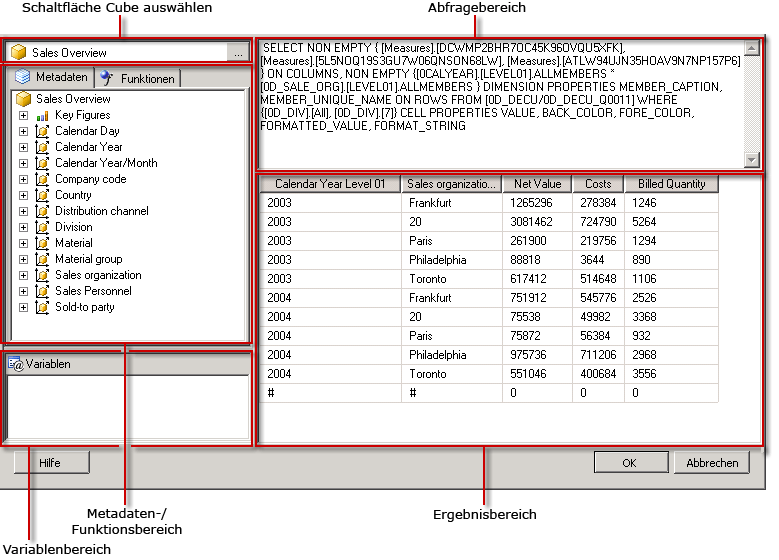 Schaltfläche Cube auswählen
Abfragebereich
Sales Overview
...
Metadaten
Funktionen
Sales Overview
Key Figures
Calendar Day
Calendar Year
Calendar Year/Month
Company code
Country
Distribution channel
Division
Material
Material group
Sales organization
Sales Personnel
Sold-to party
Variablen
SELECT NON EMPTY { [Measures].[DCWMP2BHR7OC45K96OVQU5XFK],
[Measures].[5L5NOQ19S3GU7W06QNSON68LW], [Measures].[ATLW94UJN35HOAV9N7NP157P6]
} ON COLUMNS, NON EMPTY {[0CALYEAR].[LEVEL01].ALLMEMBERS *
[0D_SALE_ORG].[LEVEL01].ALLMEMBERS } DIMENSION PROPERTIES MEMBER_CAPTION,
MEMBER_UNIQUE_NAME ON ROWS FROM [0D_DECU/0D_DECU_Q0011] WHERE
{[0D_DIV].[All], [0D_DIV].[7]} CELL PROPERTIES VALUE, BACK_COLOR, FORE_COLOR,
FORMATTED_VALUE, FORMAT_STRING
Calendar Year Level 01 Sales organizatio... Net Value Costs Billed Quantity
2003 Frankfurt 1265296 278384 1246
2003 20 3081462 724790 5264
2003 Paris 261900 219756 1294
2003 Philadelphia 88818 3644 890
2003 Toronto 617412 514648 1106
2004 Frankfurt 751912 545776 2526
2004 20 75538 49982 3368
2004 Paris 75872 56384 932
2004 Philadelphia 975736 711206 2968
2004 Toronto 551046 400684 3556
# # 0 0 0
Hilfe
OK
Abbrechen
Metadaten-/
Funktionsbereich
Ergebnisbereich
Variablenbereich